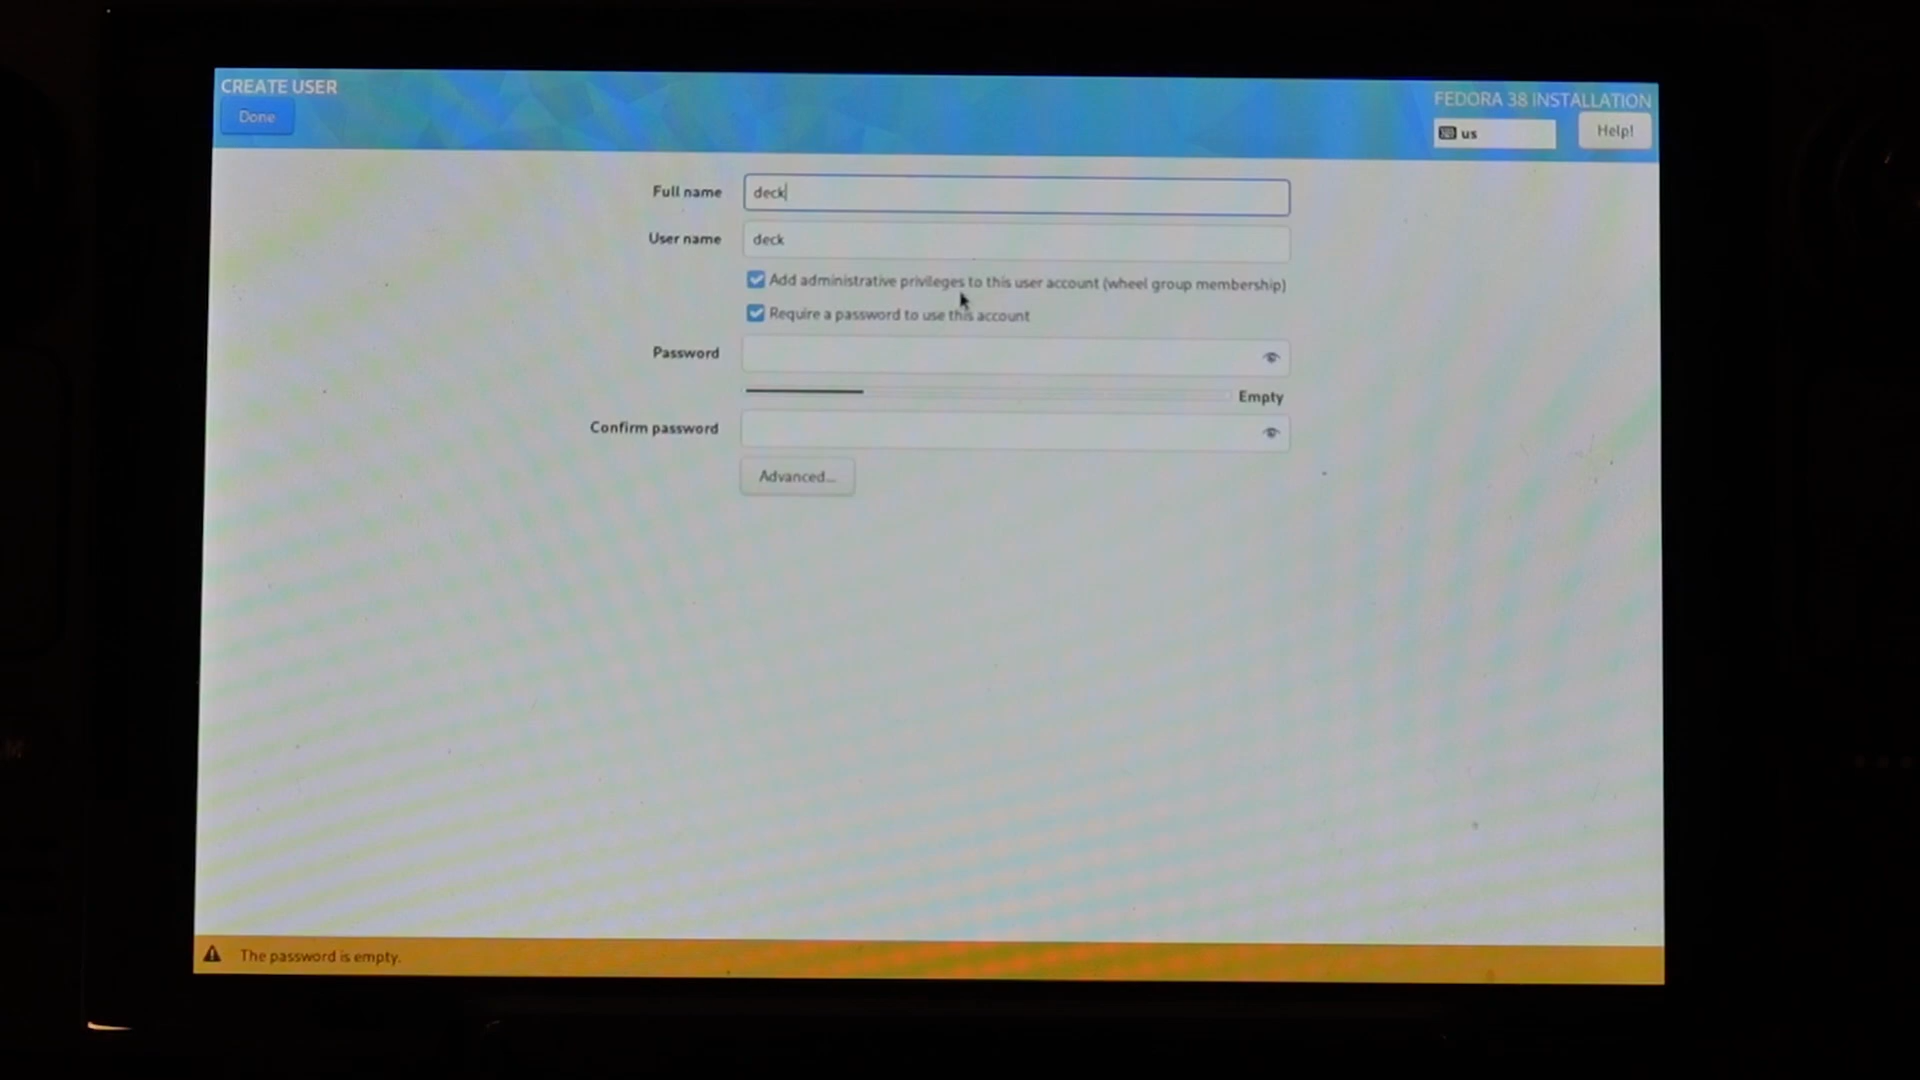 CREATE USER
FEDORA 38 INSTALLATION
Done
us
Help!
Full name
deck
User name
deck
Add administrative privileges to this user account (wheel group membership)
Require a password to use this account
Password
Empty
Confirm password
Advanced...
The password is empty.